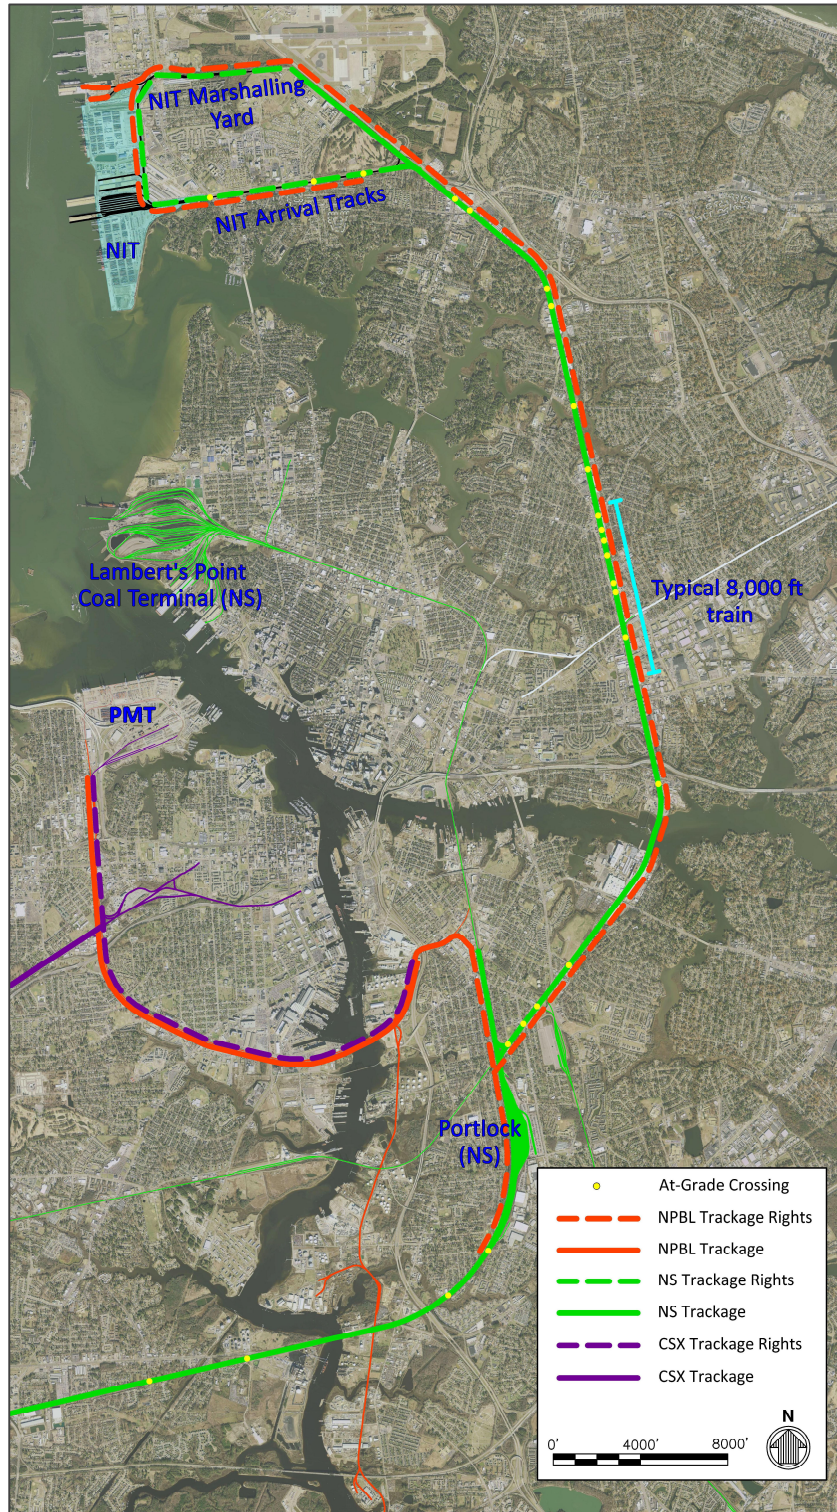 NIT Marshalling
Yard
NIT Arrival Tracks
NIT
Lambert's Point
Coal Terminal (NS)
Typical 8,000 ft
train
PMT
Portlock
(NS)
At-Grade Crossing
NPBL Trackage Rights
NPBL Trackage
NS Trackage Rights
NS Trackage
CSX Trackage Rights
CSX Trackage
N
0' 4000' 8000'